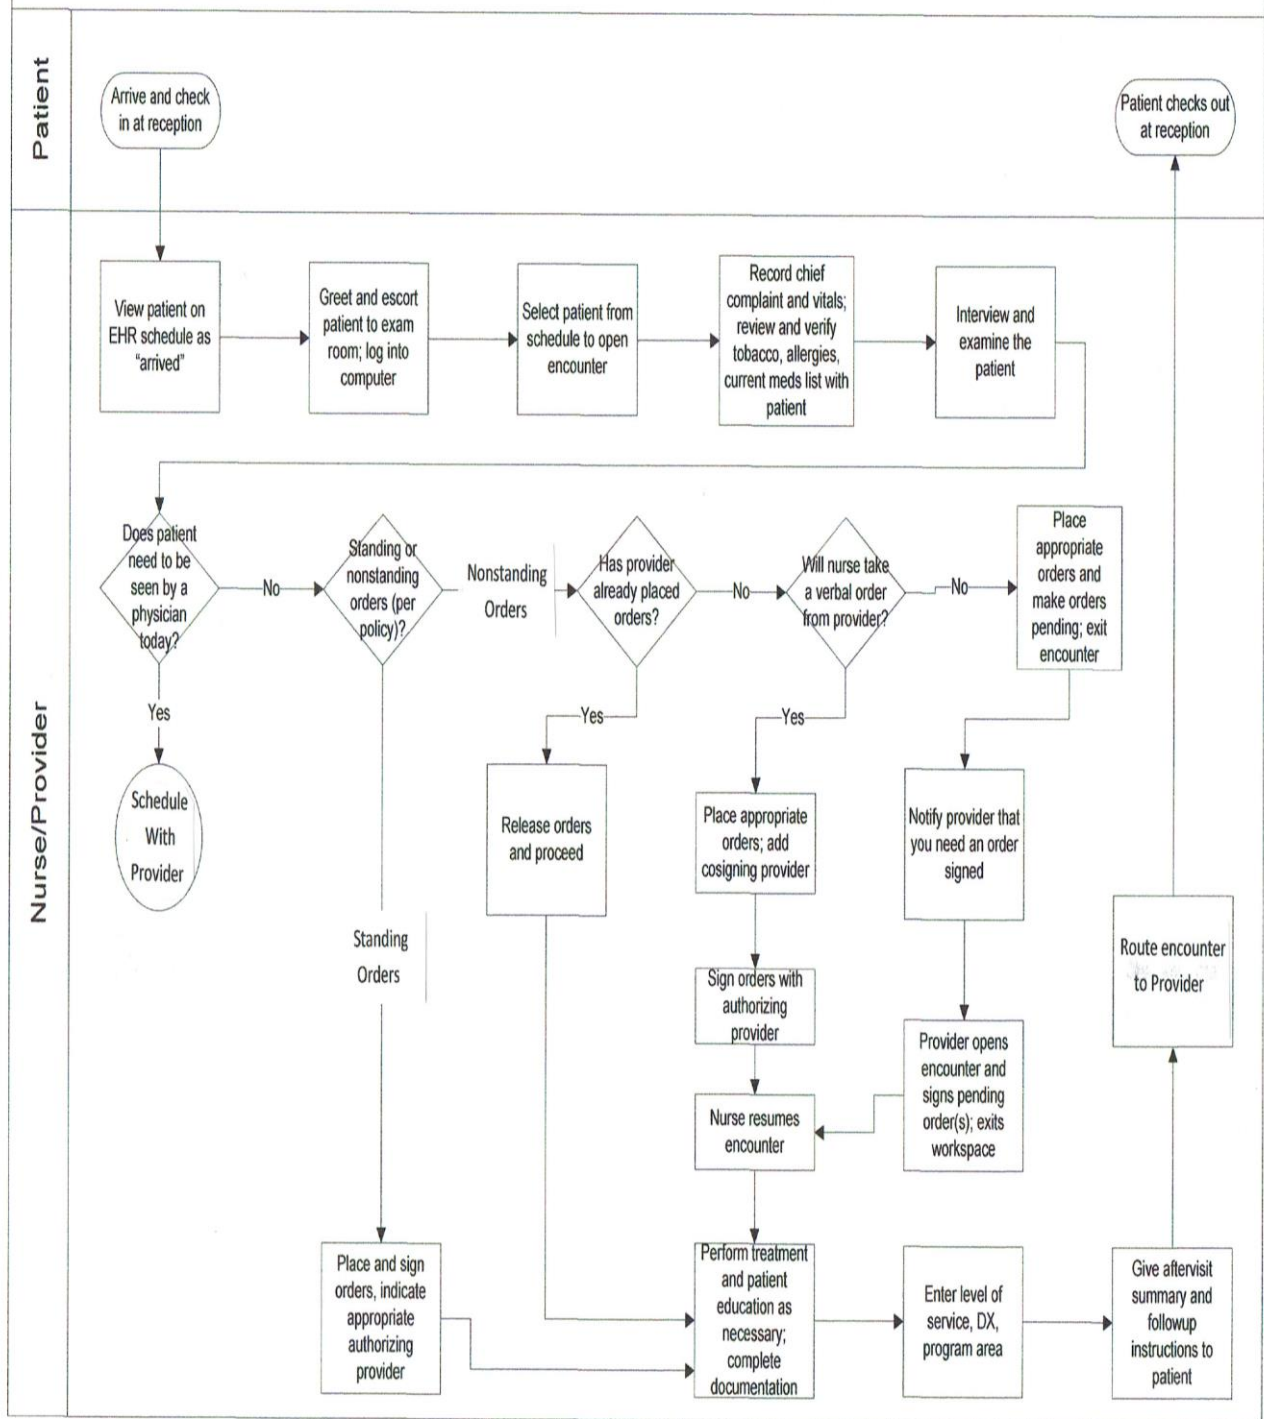 Patient
Arrive and check
in at reception
Patient checks out
at reception
Nurse/Provider
View patient on
EHR schedule as
“arrived”
Greet and escort
patient to exam
room; log into
computer
Select patient from
schedule to open
encounter
Record chief
complaint and vitals;
review and verify
tobacco, allergies,
current meds list with
patient
Interview and
examine the
patient
Does patient
need to be
seen by a
physician
today?
No
Standing or
nonstanding
orders (per
policy)?
Nonstanding
Orders
Has provider
already placed
orders?
No
Will nurse take
a verbal order
from provider?
No
Place
appropriate
orders and
make orders
pending; exit
encounter
Yes
Yes
Yes
Schedule
With
Provider
Release orders
and proceed
Place appropriate
orders; add
cosigning provider
Notify provider that
you need an order
signed
Standing
Orders
Sign orders with
authorizing
provider
Route encounter
to Provider
Provider opens
encounter and
signs pending
order(s); exits
workspace
Nurse resumes
encounter
Place and sign
orders, indicate
appropriate
authorizing
provider
Perform treatment
and patient
education as
necessary;
complete
documentation
Enter level of
service, DX,
program area
Give aftervisit
summary and
followup
instructions to
patient